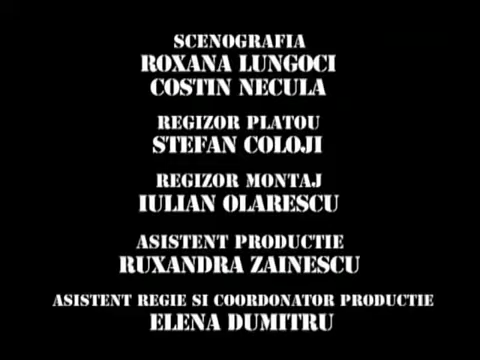 SCENOGRAFIA
ROXANA LUNGOCI
COSTIN NECULA
REGIZOR PLATOU
STEFAN COLOJI
REGIZOR MONTAJ
IULIAN OLARESCU
ASISTENT PRODUCTIE
RUXANDRA ZAINESCU
ASISTENT REGIE SI COORDONATOR PRODUCTIE
ELENA DUMITRU